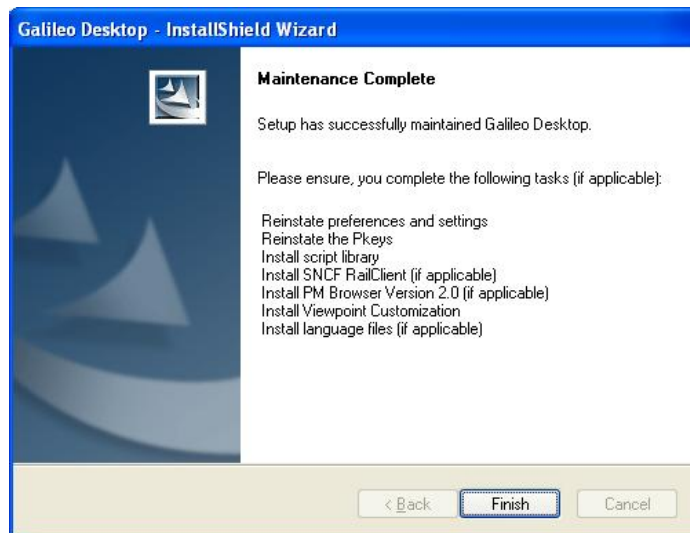 Galileo Desktop - InstallShield Wizard
Maintenance Complete
Setup has successfully maintained Galileo Desktop.
Please ensure, you complete the following tasks (if applicable):
Reinstate preferences and settings
Reinstate the Pkeys
Install script library
Install SNCF RailClient (if applicable)
Install PM Browser Version 2.0 (if applicable)
Install Viewpoint Customization
Install language files (if applicable)
< Back Finish Cancel